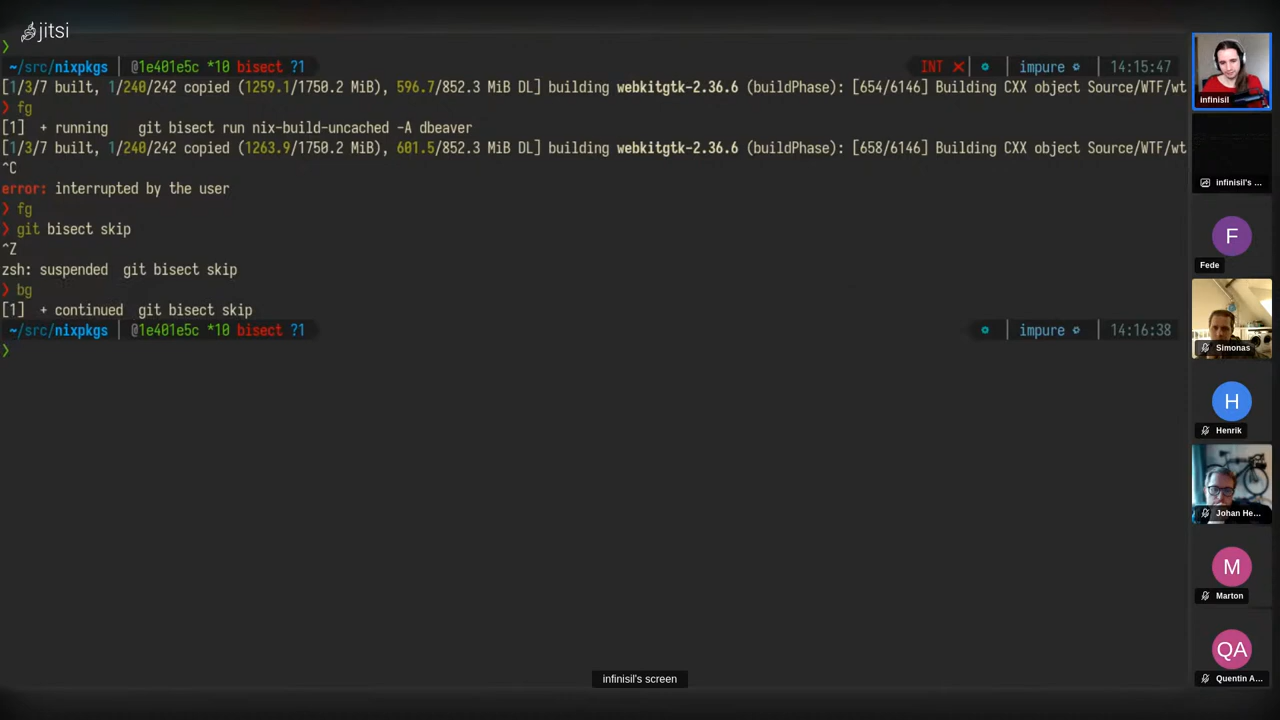 jitsi
❯
~/src/nixpkgs │ @1e401e5c *10 bisect ?1 INT ✕ │ impure │ 14:15:47
[1/3/7 built, 1/240/242 copied (1259.1/1750.2 MiB), 596.7/852.3 MiB DL] building webkitgtk-2.36.6 (buildPhase): [654/6146] Building CXX object Source/WTF/wt
❯ fg
[1]  + running    git bisect run nix-build-uncached -A dbeaver
[1/3/7 built, 1/240/242 copied (1263.9/1750.2 MiB), 601.5/852.3 MiB DL] building webkitgtk-2.36.6 (buildPhase): [658/6146] Building CXX object Source/WTF/wt
^C
error: interrupted by the user
❯ fg
❯ git bisect skip
^Z
zsh: suspended  git bisect skip
❯ bg
[1]  + continued  git bisect skip
~/src/nixpkgs │ @1e401e5c *10 bisect ?1 │ impure │ 14:16:38
❯
infinisil's screen
infinisil
infinisil's ...
F
Fede
Simonas
H
Henrik
Johan He...
M
Marton
QA
Quentin A...